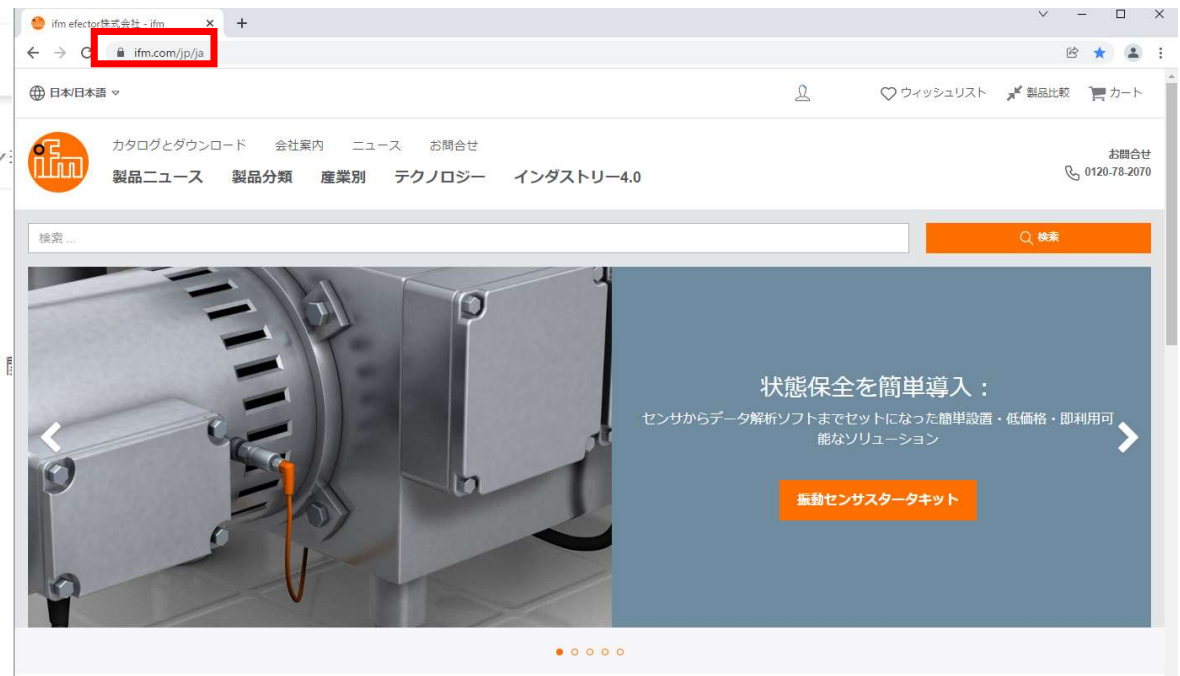 ifm efector株式会社 - ifm
ifm.com/jp/ja
日本/日本語
ウィッシュリスト
製品比較
カート
ifm
カタログとダウンロード 会社案内 ニュース お問合せ
製品ニュース 製品分類 産業別 テクノロジー インダストリー4.0
お問合せ
0120-78-2070
検索 ...
検索
状態保全を簡単導入：
センサからデータ解析ソフトまでセットになった簡単設置・低価格・即利用可
能なソリューション
振動センサスタータキット